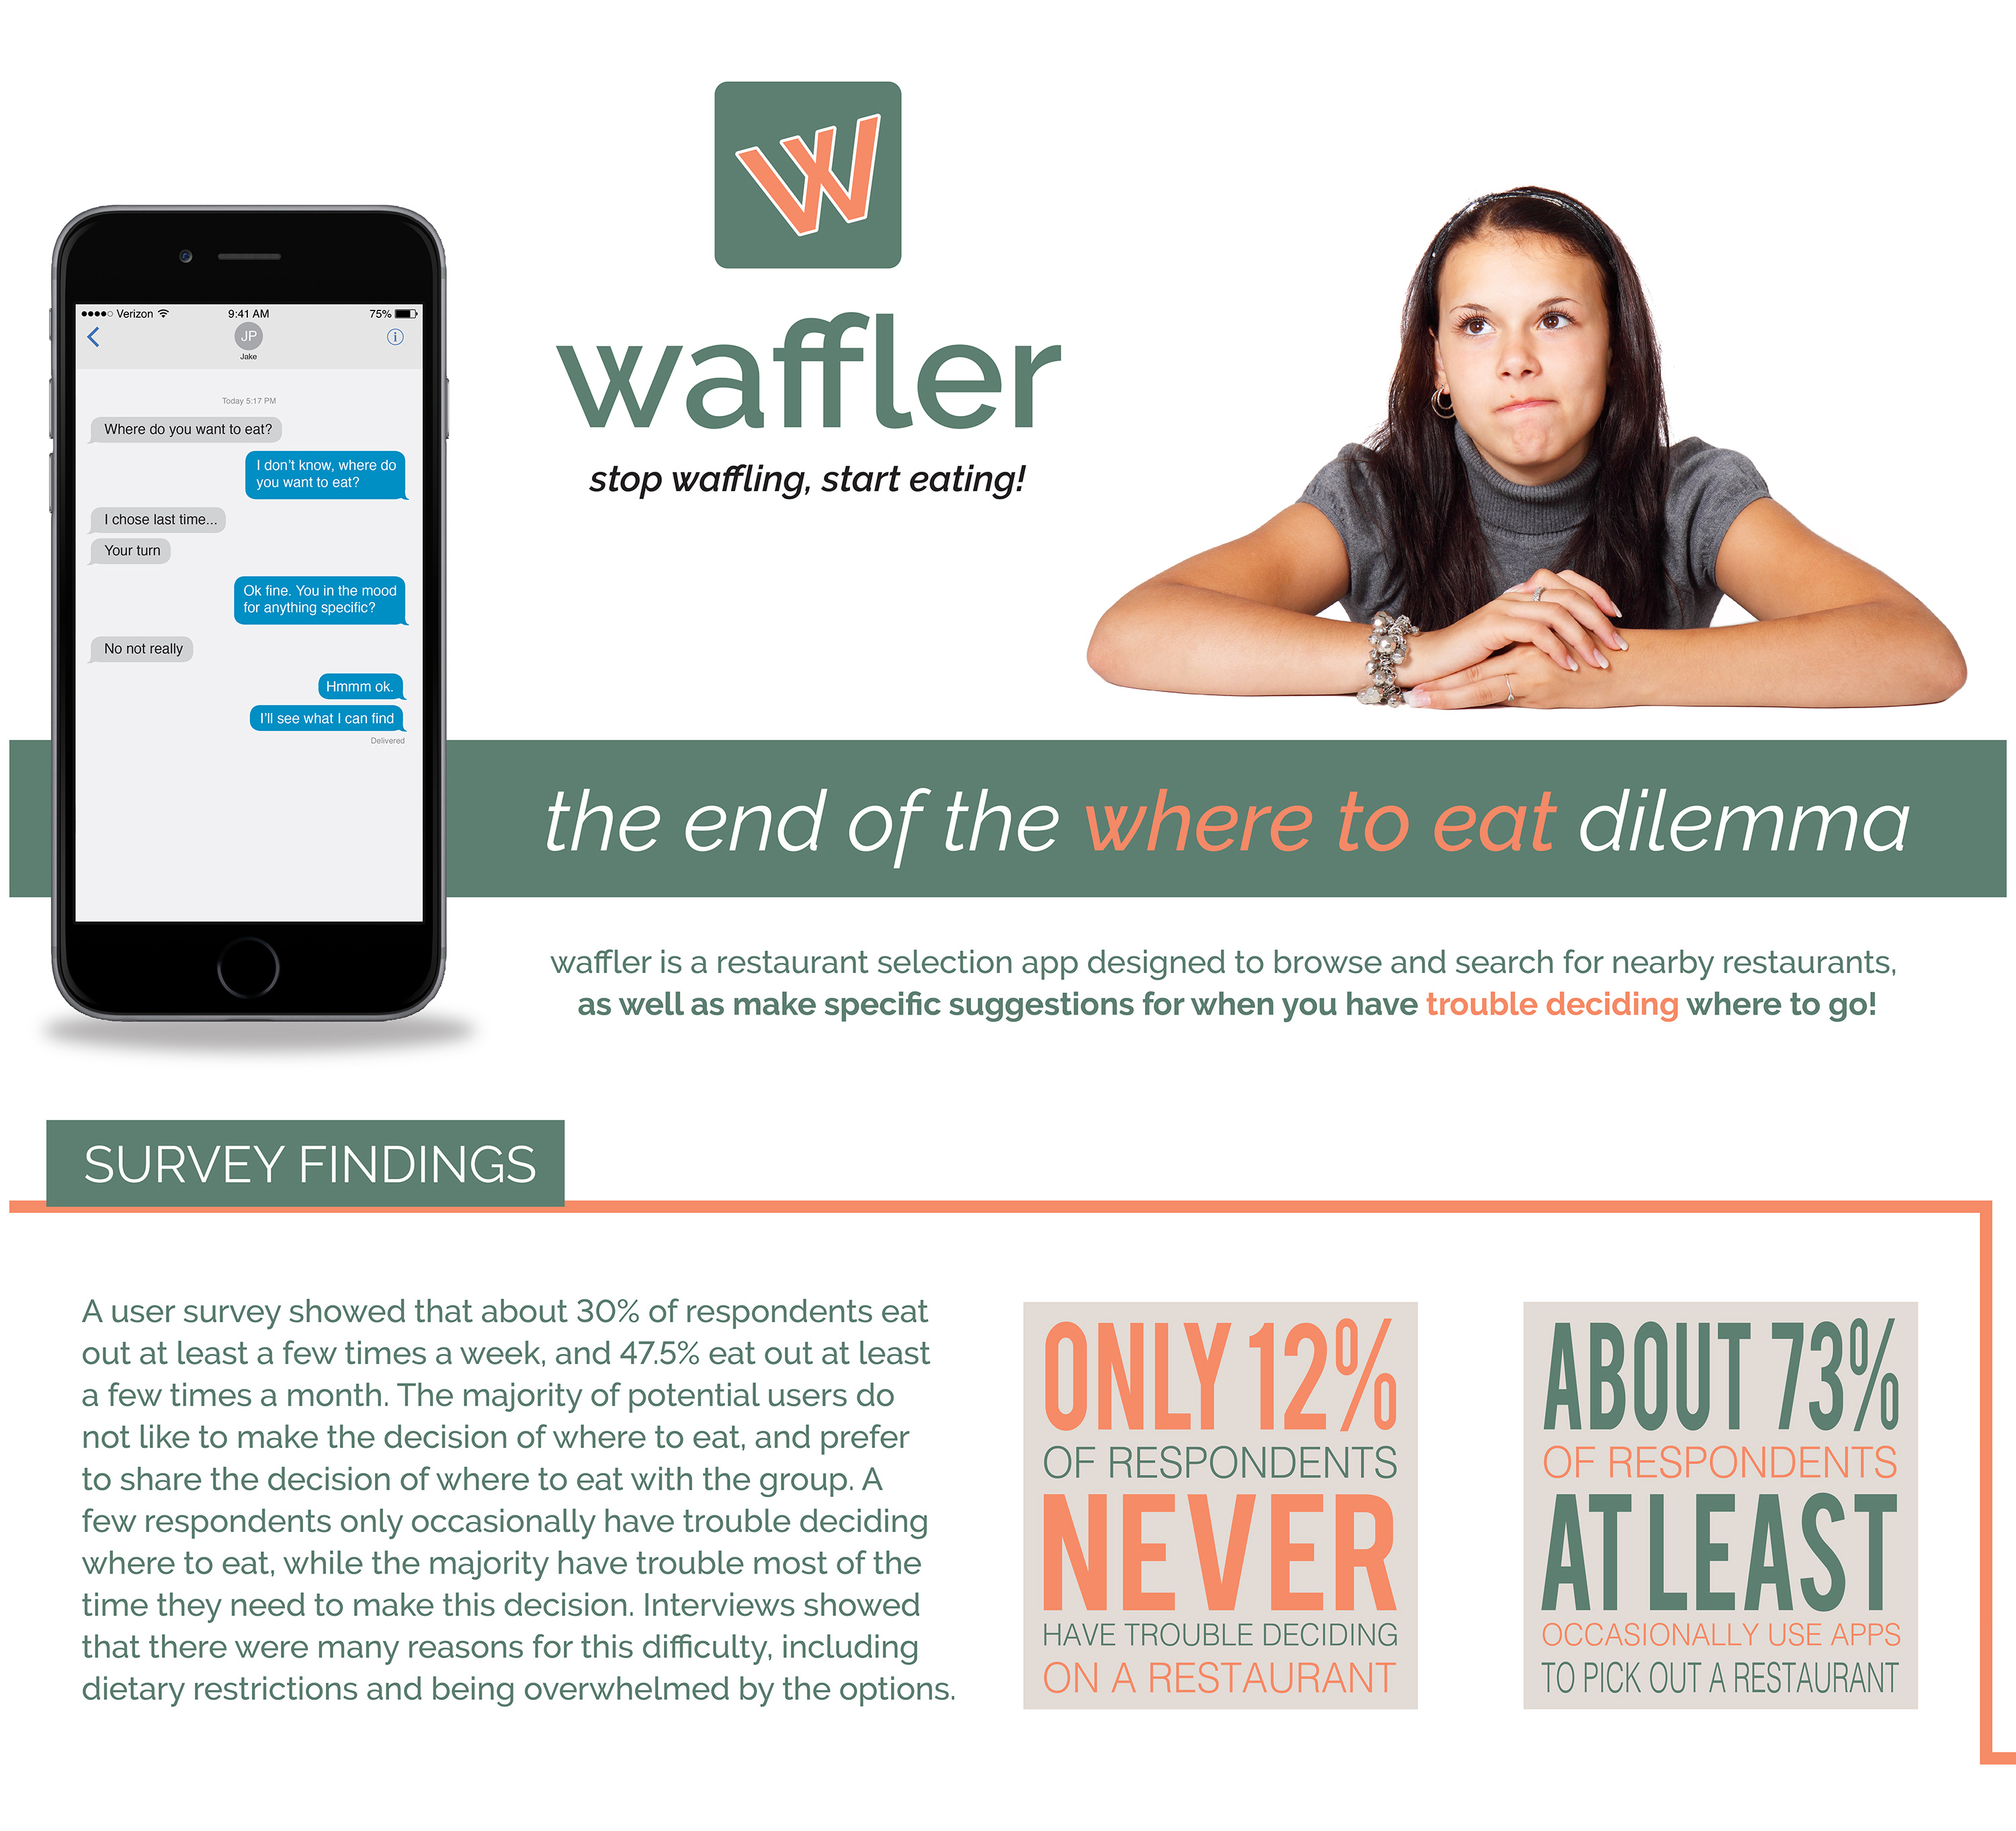 W
waffler
stop waffling, start eating!
Verizon
9:41 AM
75%
JP
Jake
i
Today 5:17 PM
Where do you want to eat?
I don't know, where do
you want to eat?
I chose last time...
Your turn
Ok fine. You in the mood
for anything specific?
No not really
Hmmm ok.
I'll see what I can find
Delivered
the end of the where to eat dilemma
waffler is a restaurant selection app designed to browse and search for nearby restaurants,
as well as make specific suggestions for when you have trouble deciding where to go!
SURVEY FINDINGS
A user survey showed that about 30% of respondents eat
out at least a few times a week, and 47.5% eat out at least
a few times a month. The majority of potential users do
not like to make the decision of where to eat, and prefer
to share the decision of where to eat with the group. A
few respondents only occasionally have trouble deciding
where to eat, while the majority have trouble most of the
time they need to make this decision. Interviews showed
that there were many reasons for this difficulty, including
dietary restrictions and being overwhelmed by the options.
ONLY 12%
OF RESPONDENTS
NEVER
HAVE TROUBLE DECIDING
ON A RESTAURANT
ABOUT 73%
OF RESPONDENTS
AT LEAST
OCCASIONALLY USE APPS
TO PICK OUT A RESTAURANT